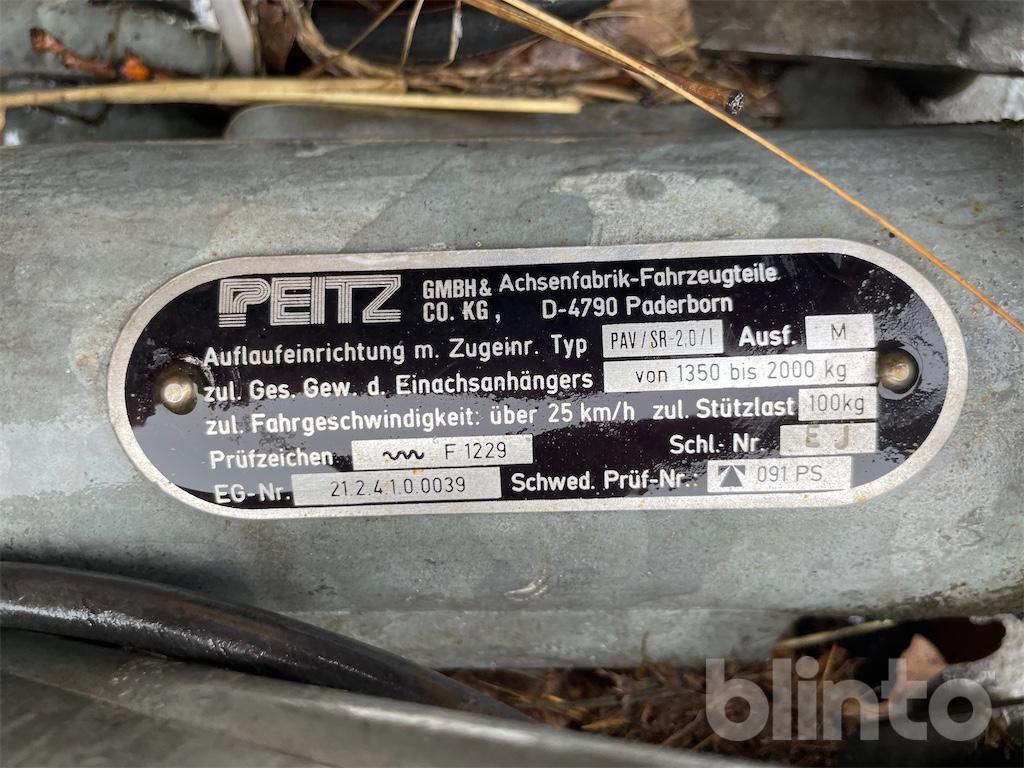 PEITZ GMBH & CO. KG, Achsenfabrik-Fahrzeugteile
D-4790 Paderborn
Auflaufeinrichtung m. Zugeinr. Typ PAV/SR-2.0/I Ausf. M
zul. Ges. Gew. d. Einachsanhängers von 1350 bis 2000 kg
zul. Fahrgeschwindigkeit: über 25 km/h zul. Stützlast 100kg
Prüfzeichen F 1229 Schl.-Nr. E J
EG-Nr. 21.2.4.1.0.0039 Schwed. Prüf-Nr.: 091 PS
blinto